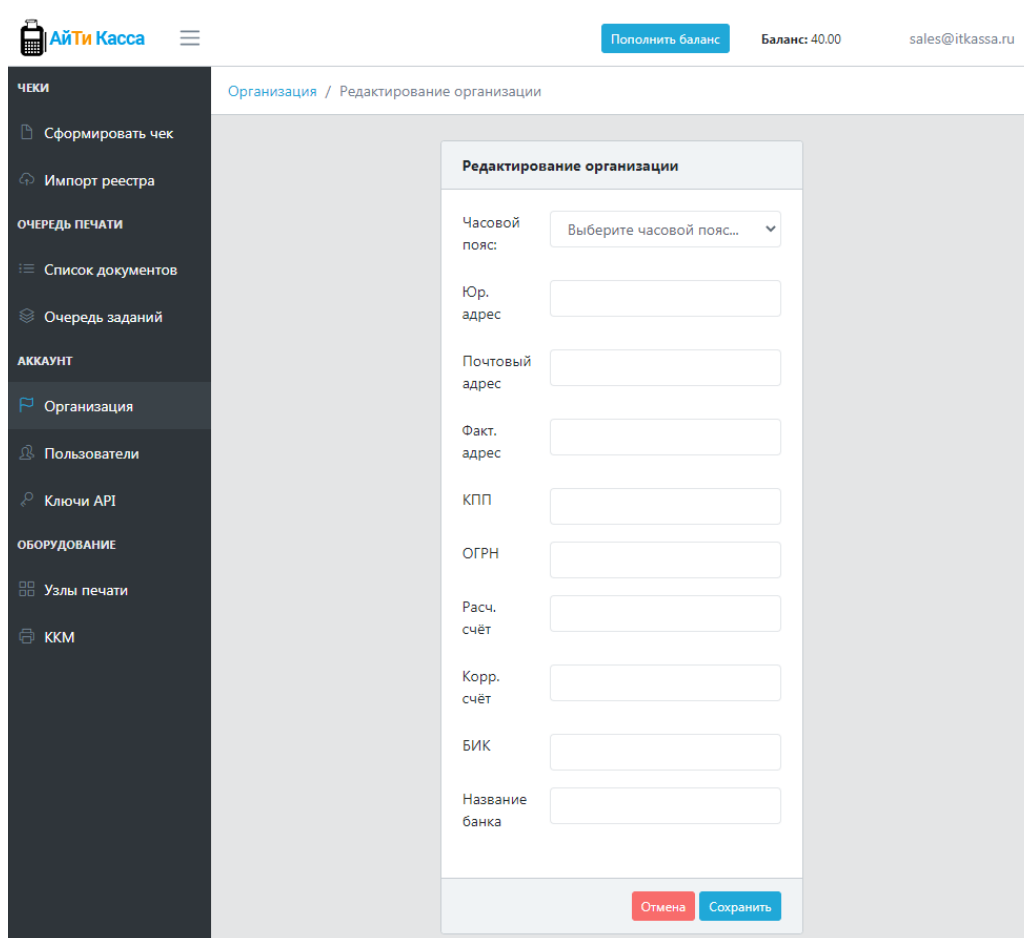 АйТи Касса
Пополнить баланс
Баланс: 40.00
sales@itkassa.ru
ЧЕКИ
Сформировать чек
Импорт реестра
ОЧЕРЕДЬ ПЕЧАТИ
Список документов
Очередь заданий
АККАУНТ
Организация
Пользователи
Ключи API
ОБОРУДОВАНИЕ
Узлы печати
ККМ
Организация / Редактирование организации
Редактирование организации
Часовой
пояс:
Выберите часовой пояс...
Юр.
адрес
Почтовый
адрес
Факт.
адрес
КПП
ОГРН
Расч.
счёт
Корр.
счёт
БИК
Название
банка
Отмена
Сохранить